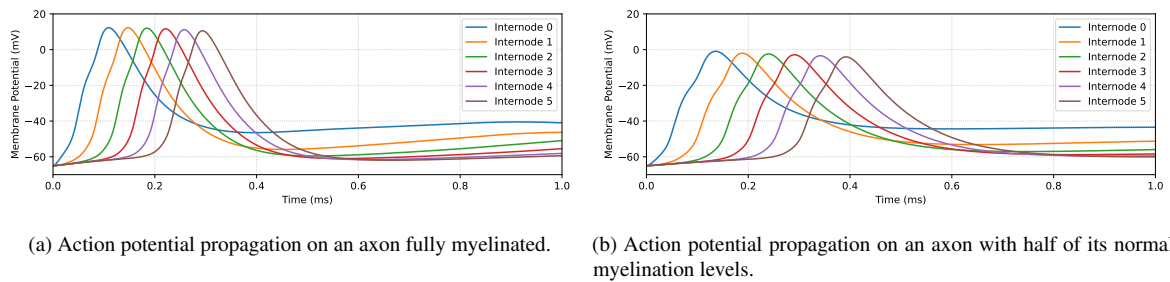 20
0
−20
−40
−60
Membrane Potential (mV)
0.0 0.2 0.4 0.6 0.8 1.0
Time (ms)
Internode 0
Internode 1
Internode 2
Internode 3
Internode 4
Internode 5
20
0
−20
−40
−60
Membrane Potential (mV)
0.0 0.2 0.4 0.6 0.8 1.0
Time (ms)
Internode 0
Internode 1
Internode 2
Internode 3
Internode 4
Internode 5
(a) Action potential propagation on an axon fully myelinated.
(b) Action potential propagation on an axon with half of its normal
myelination levels.